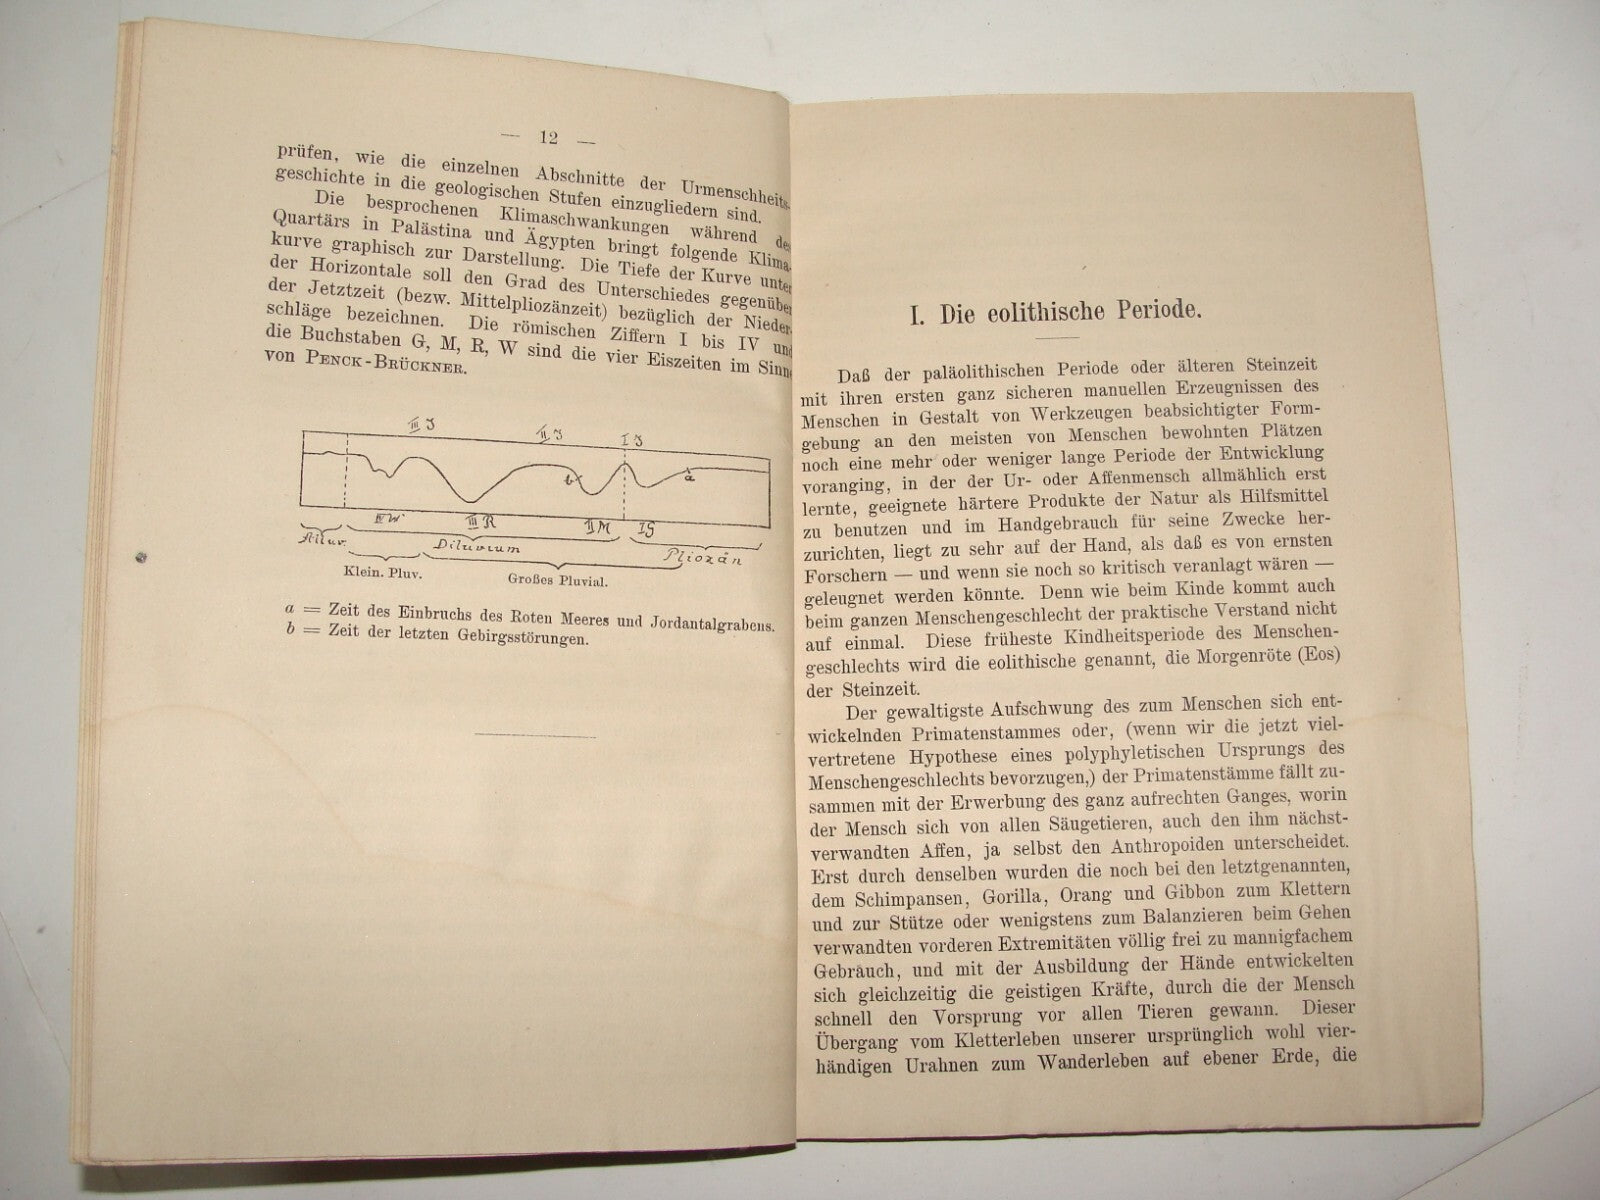 — 12 —
prüfen, wie die einzelnen Abschnitte der Urmenschheits-
geschichte in die geologischen Stufen einzugliedern sind.
Die besprochenen Klimaschwankungen während des
Quartärs in Palästina und Ägypten bringt folgende Klima-
kurve graphisch zur Darstellung. Die Tiefe der Kurve unter
der Horizontale soll den Grad des Unterschiedes gegenüber
der Jetztzeit (bezw. Mittelpliozänzeit) bezüglich der Nieder-
schläge bezeichnen. Die römischen Ziffern I bis IV und
die Buchstaben G, M, R, W sind die vier Eiszeiten im Sinne
von PENCK-BRÜCKNER.
III J II J I J
b a
IV W III R II M I G
Alluv. Diluvium Pliozän
Klein. Pluv. Großes Pluvial.
a = Zeit des Einbruchs des Roten Meeres und Jordantalgrabens.
b = Zeit der letzten Gebirgsstörungen.
I. Die eolithische Periode.
Daß der paläolithischen Periode oder älteren Steinzeit
mit ihren ersten ganz sicheren manuellen Erzeugnissen des
Menschen in Gestalt von Werkzeugen beabsichtigter Form-
gebung an den meisten von Menschen bewohnten Plätzen
noch eine mehr oder weniger lange Periode der Entwicklung
voranging, in der der Ur- oder Affenmensch allmählich erst
lernte, geeignete härtere Produkte der Natur als Hilfsmittel
zu benutzen und im Handgebrauch für seine Zwecke her-
zurichten, liegt zu sehr auf der Hand, als daß es von ernsten
Forschern — und wenn sie noch so kritisch veranlagt wären —
geleugnet werden könnte. Denn wie beim Kinde kommt auch
beim ganzen Menschengeschlecht der praktische Verstand nicht
auf einmal. Diese früheste Kindheitsperiode des Menschen-
geschlechts wird die eolithische genannt, die Morgenröte (Eos)
der Steinzeit.
Der gewaltigste Aufschwung des zum Menschen sich ent-
wickelnden Primatenstammes oder, (wenn wir die jetzt viel-
vertretene Hypothese eines polyphyletischen Ursprungs des
Menschengeschlechts bevorzugen,) der Primatenstämme fällt zu-
sammen mit der Erwerbung des ganz aufrechten Ganges, worin
der Mensch sich von allen Säugetieren, auch den ihm nächst-
verwandten Affen, ja selbst den Anthropoiden unterscheidet.
Erst durch denselben wurden die noch bei den letztgenannten,
dem Schimpansen, Gorilla, Orang und Gibbon zum Klettern
und zur Stütze oder wenigstens zum Balanzieren beim Gehen
verwandten vorderen Extremitäten völlig frei zu mannigfachem
Gebrauch, und mit der Ausbildung der Hände entwickelten
sich gleichzeitig die geistigen Kräfte, durch die der Mensch
schnell den Vorsprung vor allen Tieren gewann. Dieser
Übergang vom Kletterleben unserer ursprünglich wohl vier-
händigen Urahnen zum Wanderleben auf ebener Erde, die